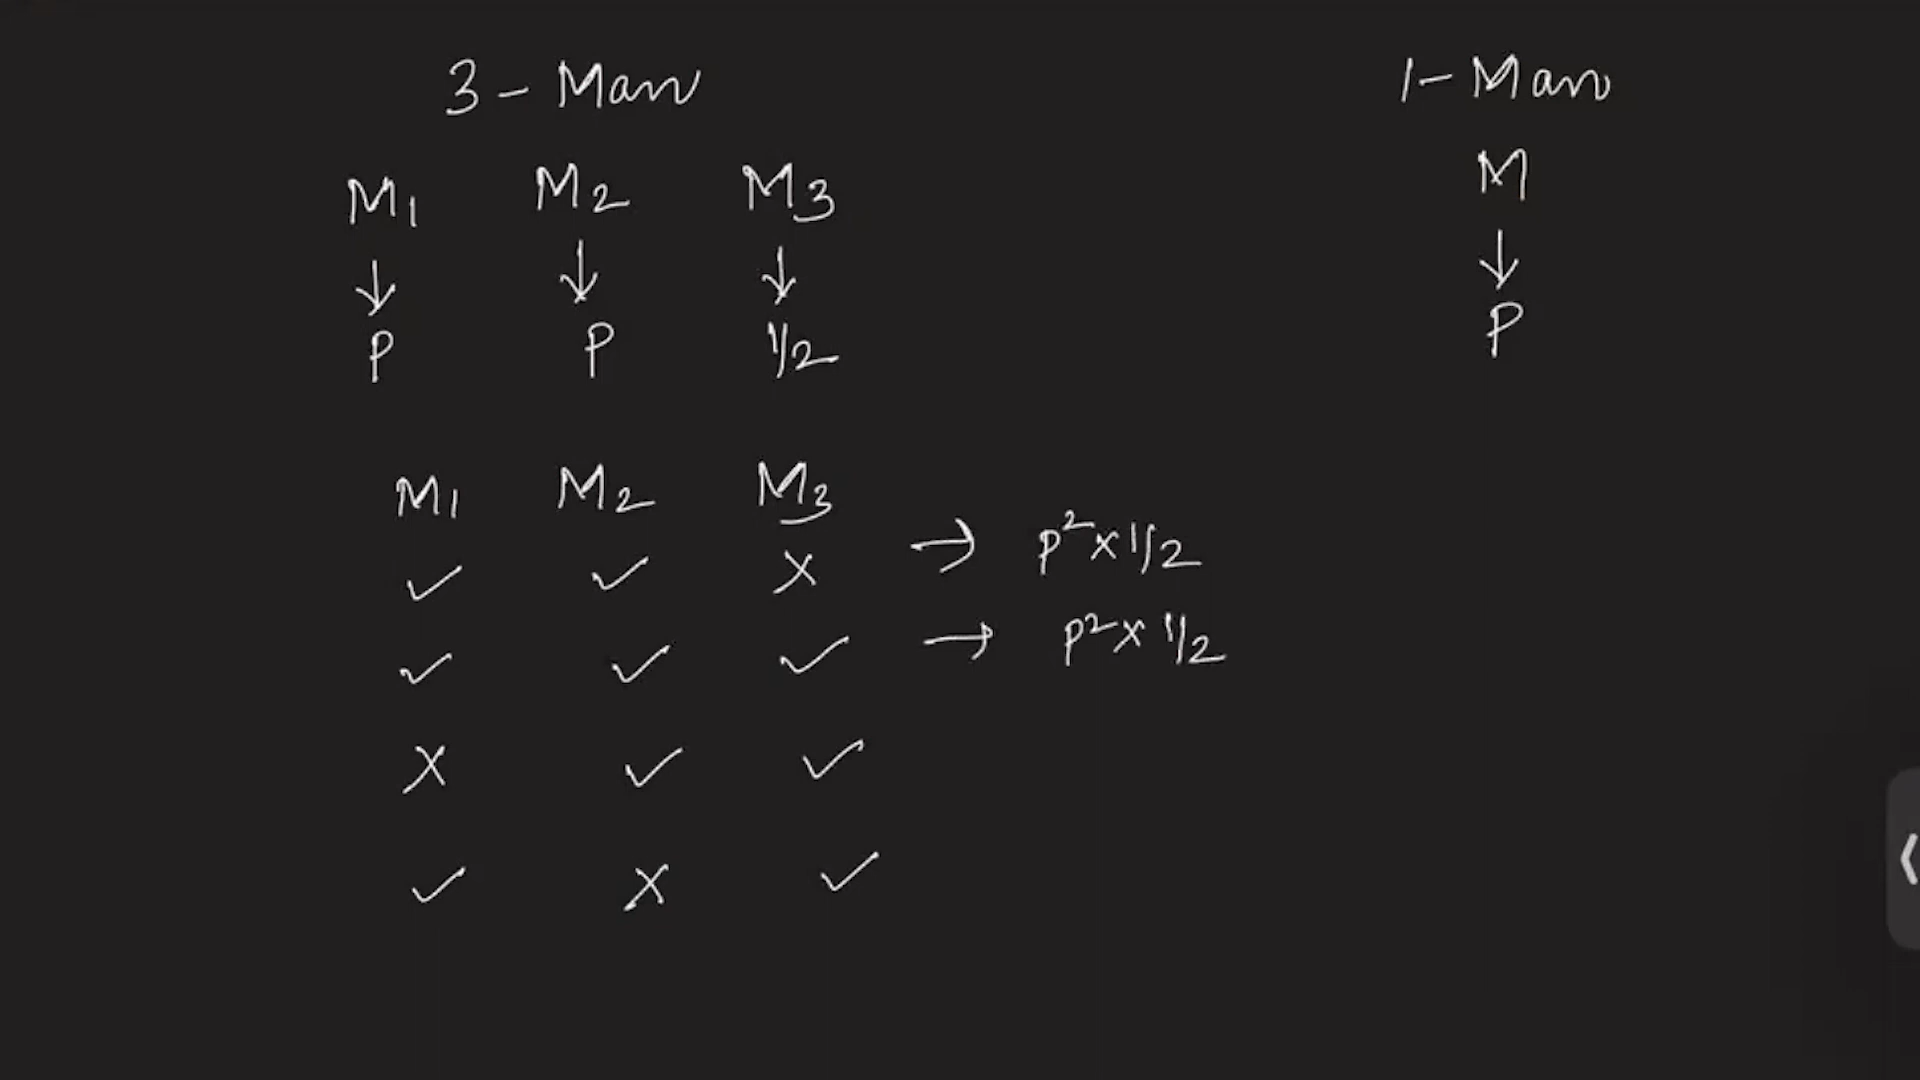 3 - Man 1 - Man
M1 M2 M3 M
↓ ↓ ↓ ↓
P P 1/2 P
M1 M2 M3
✓ ✓ X → P² x 1/2
✓ ✓ ✓ → P² x 1/2
X ✓ ✓
✓ X ✓